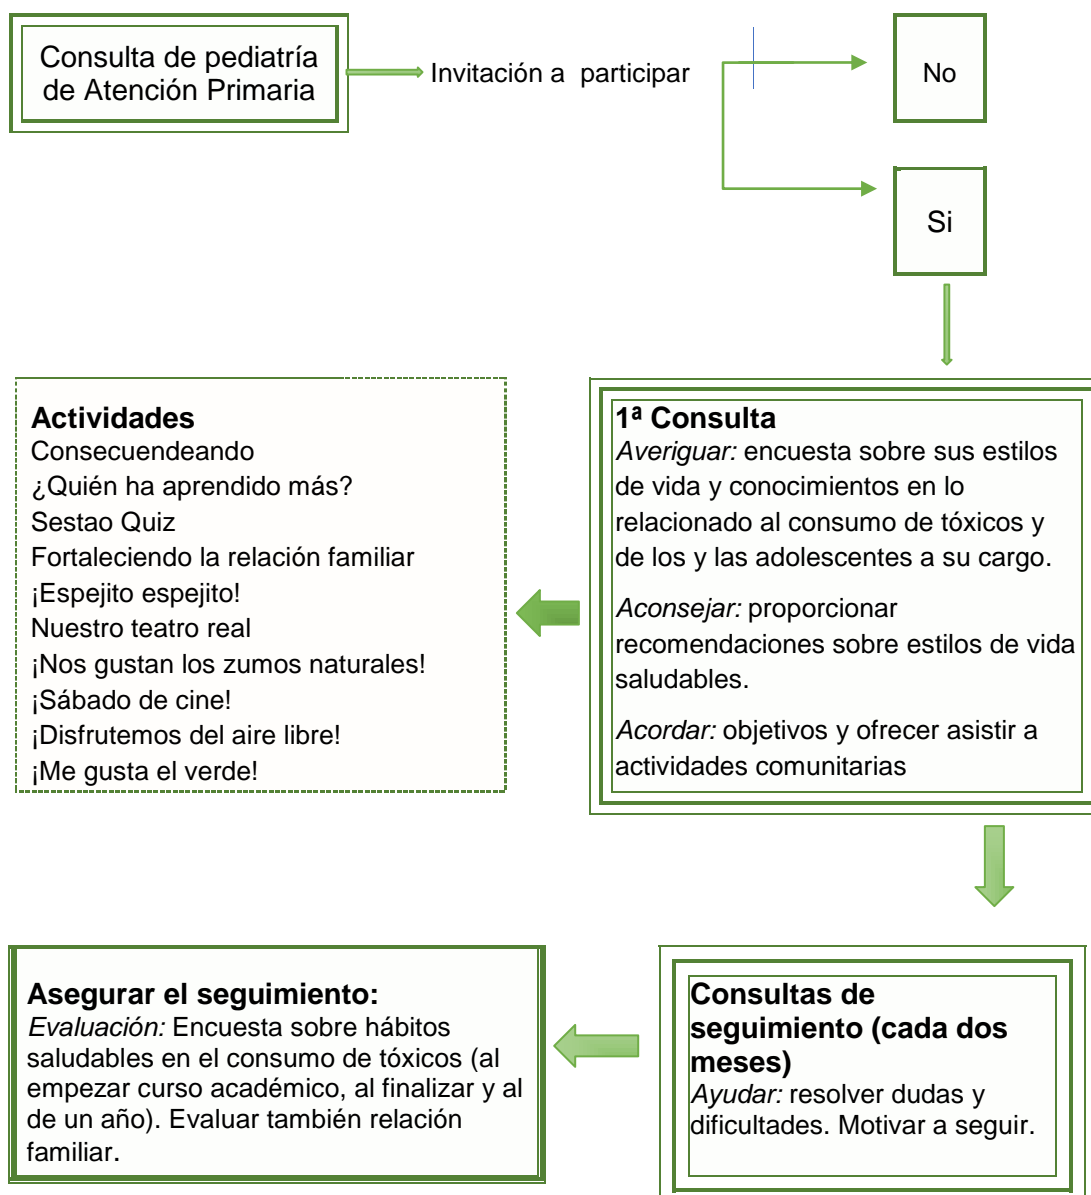 Consulta de pediatría
de Atención Primaria
Invitación a participar
No
Si
Actividades
Consecuendeando
¿Quién ha aprendido más?
Sestao Quiz
Fortaleciendo la relación familiar
¡Espejito espejito!
Nuestro teatro real
¡Nos gustan los zumos naturales!
¡Sábado de cine!
¡Disfrutemos del aire libre!
¡Me gusta el verde!
1ª Consulta
Averiguar: encuesta sobre sus estilos
de vida y conocimientos en lo
relacionado al consumo de tóxicos y
de los y las adolescentes a su cargo.
Aconsejar: proporcionar
recomendaciones sobre estilos de vida
saludables.
Acordar: objetivos y ofrecer asistir a
actividades comunitarias
Asegurar el seguimiento:
Evaluación: Encuesta sobre hábitos
saludables en el consumo de tóxicos (al
empezar curso académico, al finalizar y al
de un año). Evaluar también relación
familiar.
Consultas de
seguimiento (cada dos
meses)
Ayudar: resolver dudas y
dificultades. Motivar a seguir.